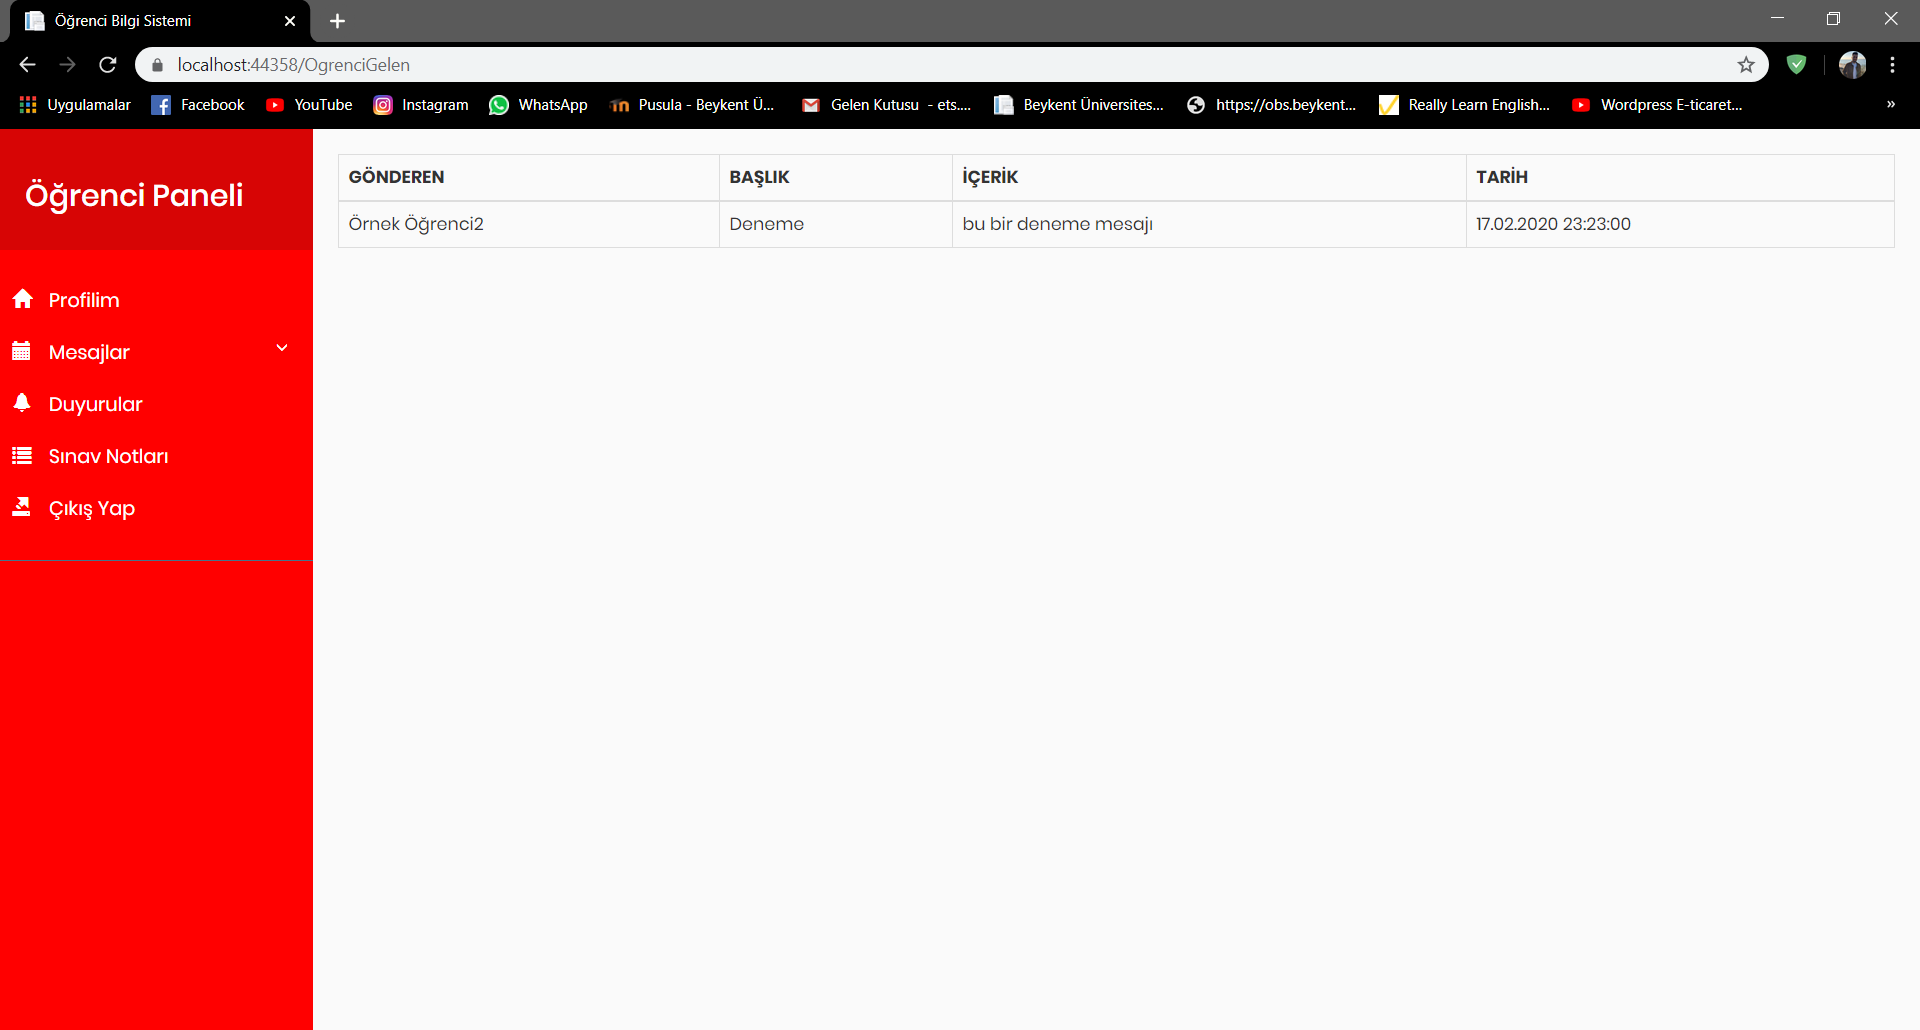 Öğrenci Bilgi Sistemi
localhost:44358/OgrenciGelen
Uygulamalar Facebook YouTube Instagram WhatsApp Pusula - Beykent Ü... Gelen Kutusu - ets.... Beykent Üniversites... https://obs.beykent... Really Learn English... Wordpress E-ticaret... »
Öğrenci Paneli
Profilim
Mesajlar
Duyurular
Sınav Notları
Çıkış Yap
GÖNDEREN BAŞLIK İÇERİK TARİH
Örnek Öğrenci2 Deneme bu bir deneme mesajı 17.02.2020 23:23:00